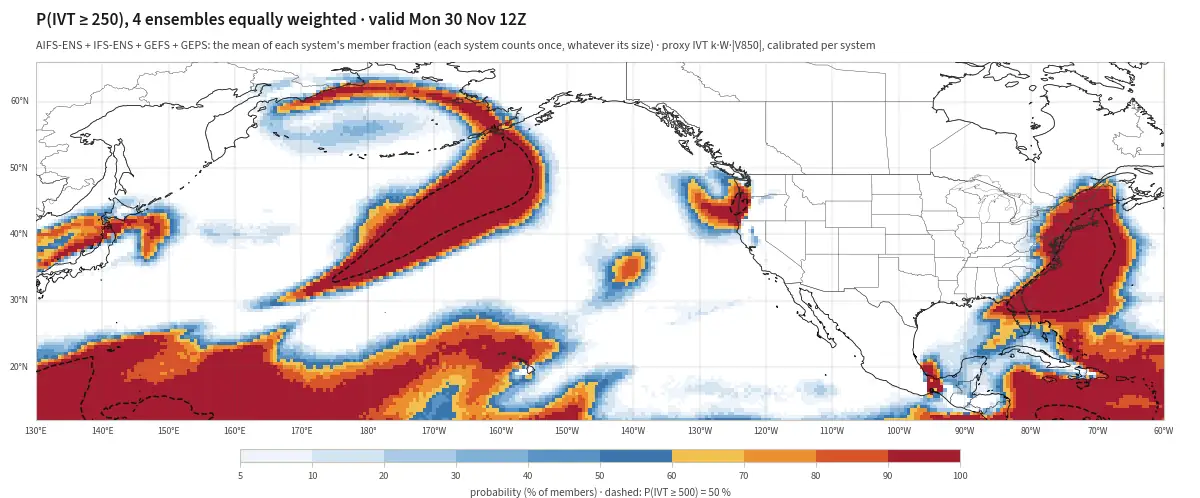 P(IVT ≥ 250), 4 ensembles equally weighted · valid Mon 30 Nov 12Z
AIFS-ENS + IFS-ENS + GEFS + GEPS: the mean of each system's member fraction (each system counts once, whatever its size) · proxy IVT k·W·|V850|, calibrated per system
60°N
50°N
40°N
30°N
20°N
130°E 140°E 150°E 160°E 170°E 180° 170°W 160°W 150°W 140°W 130°W 120°W 110°W 100°W 90°W 80°W 70°W 60°W
5 10 20 30 40 50 60 70 80 90 100
probability (% of members) · dashed: P(IVT ≥ 500) = 50 %